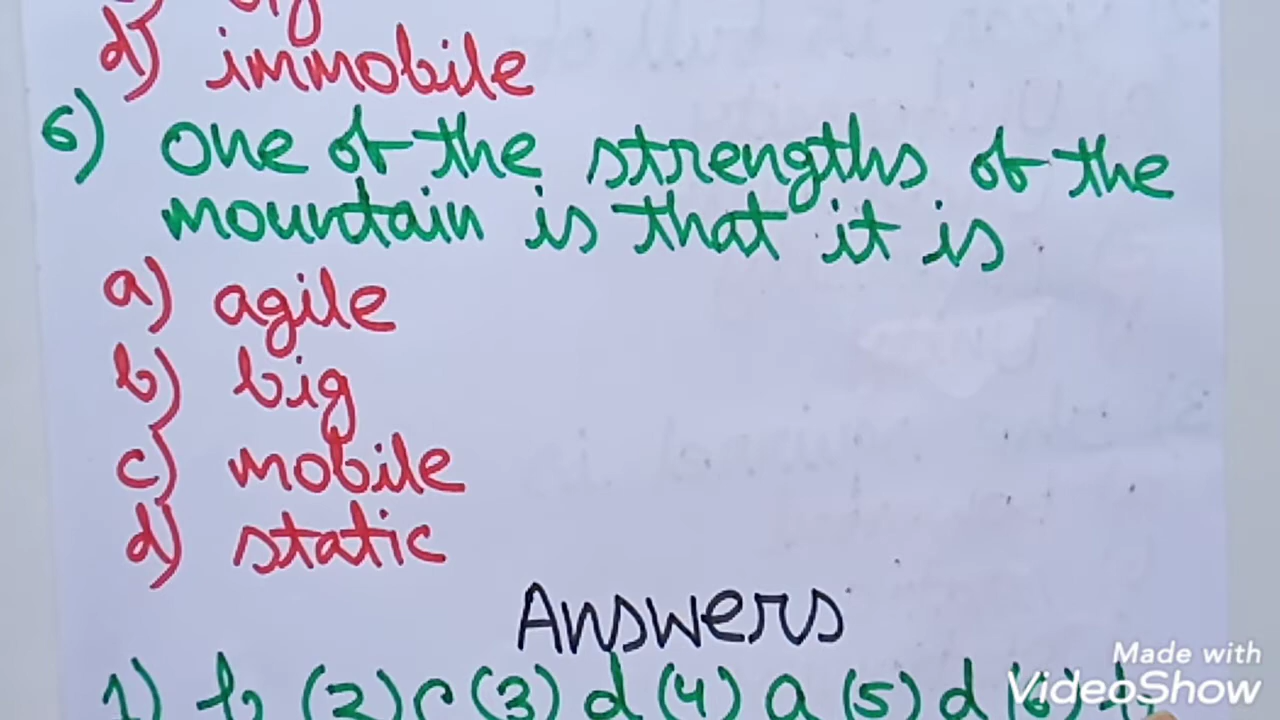 d) immobile
6) One of the strengths of the
mountain is that it is
a) agile
b) big
c) mobile
d) static
Answers
1) b (2) c (3) d (4) a (5) d (6) b
Made with
VideoShow